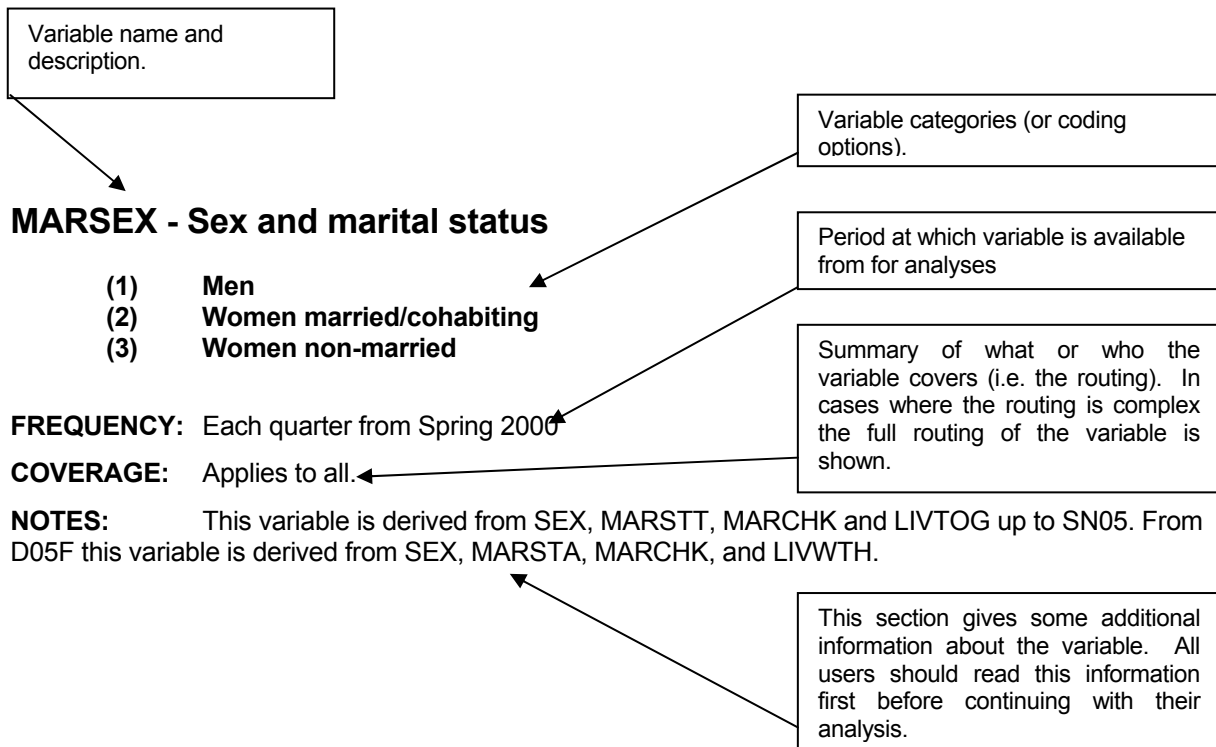 Variable name and
description.
Variable categories (or coding
options).
MARSEX - Sex and marital status
(1) Men
(2) Women married/cohabiting
(3) Women non-married
Period at which variable is available
from for analyses
FREQUENCY: Each quarter from Spring 2000
COVERAGE: Applies to all.
Summary of what or who the
variable covers (i.e. the routing). In
cases where the routing is complex
the full routing of the variable is
shown.
NOTES: This variable is derived from SEX, MARSTT, MARCHK and LIVTOG up to SN05. From
D05F this variable is derived from SEX, MARSTA, MARCHK, and LIVWTH.
This section gives some additional
information about the variable. All
users should read this information
first before continuing with their
analysis.